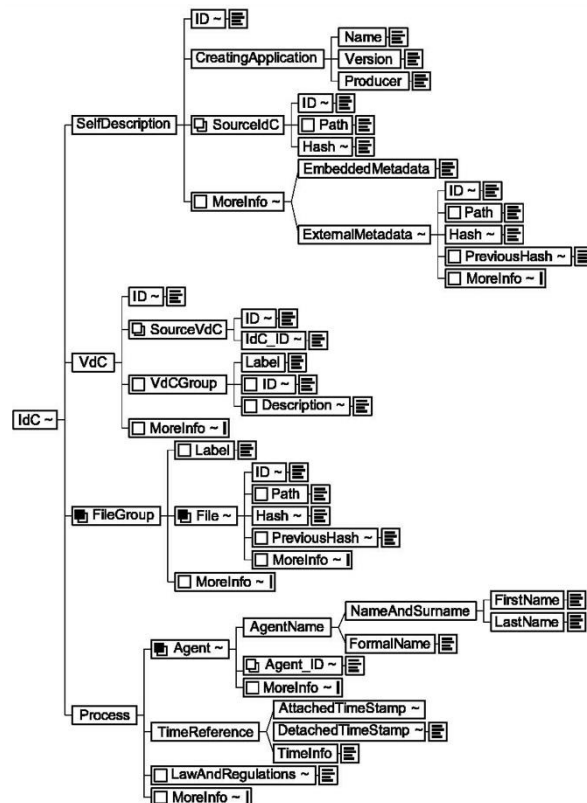 ID ~
Name
CreatingApplication
Version
Producer
ID ~
SelfDescription
SourceIdC
Path
Hash ~
EmbeddedMetadata
MoreInfo ~
ID ~
Path
ExternalMetadata ~
Hash ~
PreviousHash ~
MoreInfo ~
ID ~
SourceVdC
ID ~
IdC_ID ~
VdC
Label
VdCGroup
ID ~
Description ~
IdC ~
MoreInfo ~
Label
ID ~
Path
FileGroup
File ~
Hash ~
PreviousHash ~
MoreInfo ~
MoreInfo ~
FirstName
NameAndSurname
LastName
AgentName
FormalName
Agent ~
Agent_ID ~
MoreInfo ~
Process
AttachedTimeStamp ~
TimeReference
DetachedTimeStamp ~
TimeInfo
LawAndRegulations ~
MoreInfo ~